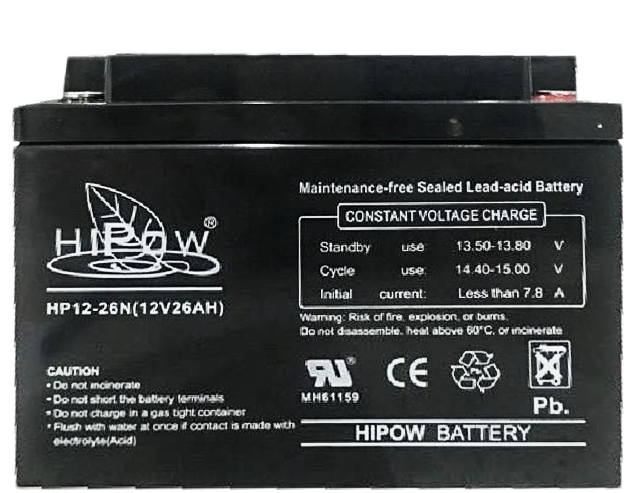 HIPOW®
HP12-26N(12V26AH)
CAUTION
• Do not incinerate
• Do not short the battery terminals
• Do not charge in a gas tight container
• Flush with water at once if contact is made with
electrolyte(Acid)
Maintenance-free Sealed Lead-acid Battery
CONSTANT VOLTAGE CHARGE
Standby use: 13.50-13.80 V
Cycle use: 14.40-15.00 V
Initial current: Less than 7.8 A
Warning: Risk of fire, explosion, or burns.
Do not disassemble, heat above 60°C, or incinerate
RU® CE Pb
MH61159
Pb.
HIPOW BATTERY